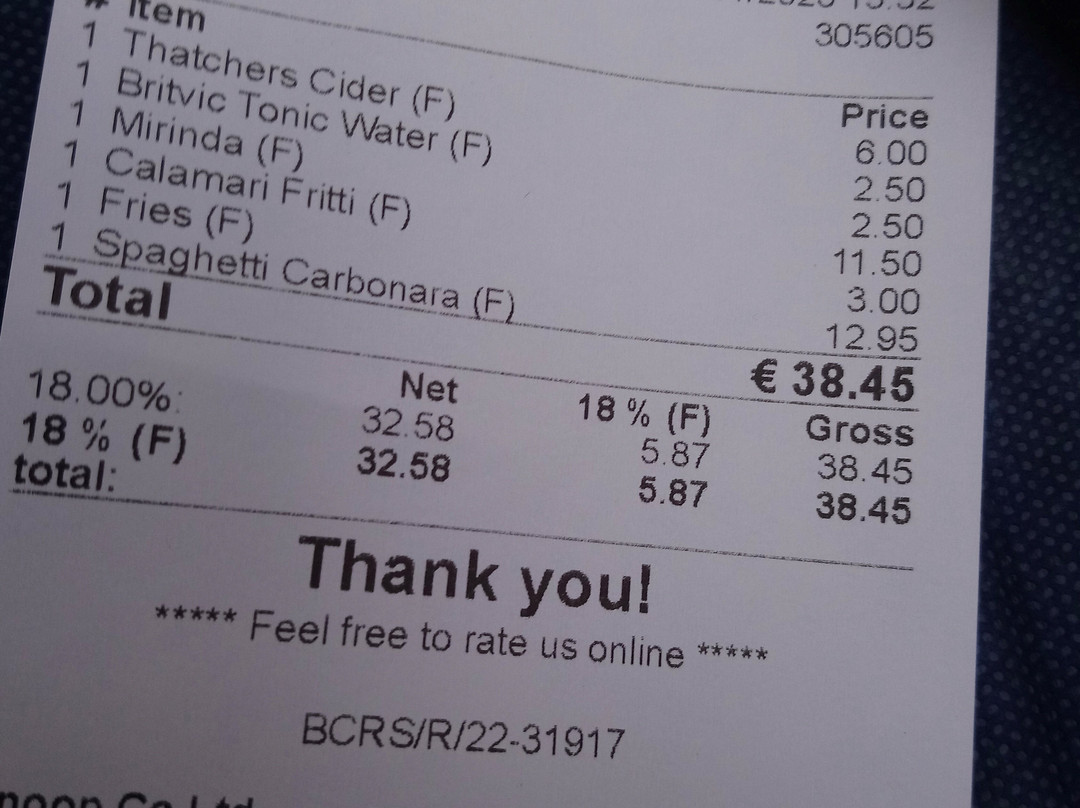 # Item
305605
Price
1 Thatchers Cider (F) 6.00
1 Britvic Tonic Water (F) 2.50
1 Mirinda (F) 2.50
1 Calamari Fritti (F) 11.50
1 Fries (F) 3.00
1 Spaghetti Carbonara (F) 12.95
Total € 38.45
Net 18 % (F) Gross
18.00%: 32.58 5.87 38.45
18 % (F) 32.58 5.87 38.45
total:
Thank you!
***** Feel free to rate us online *****
BCRS/R/22-31917
Co Ltd